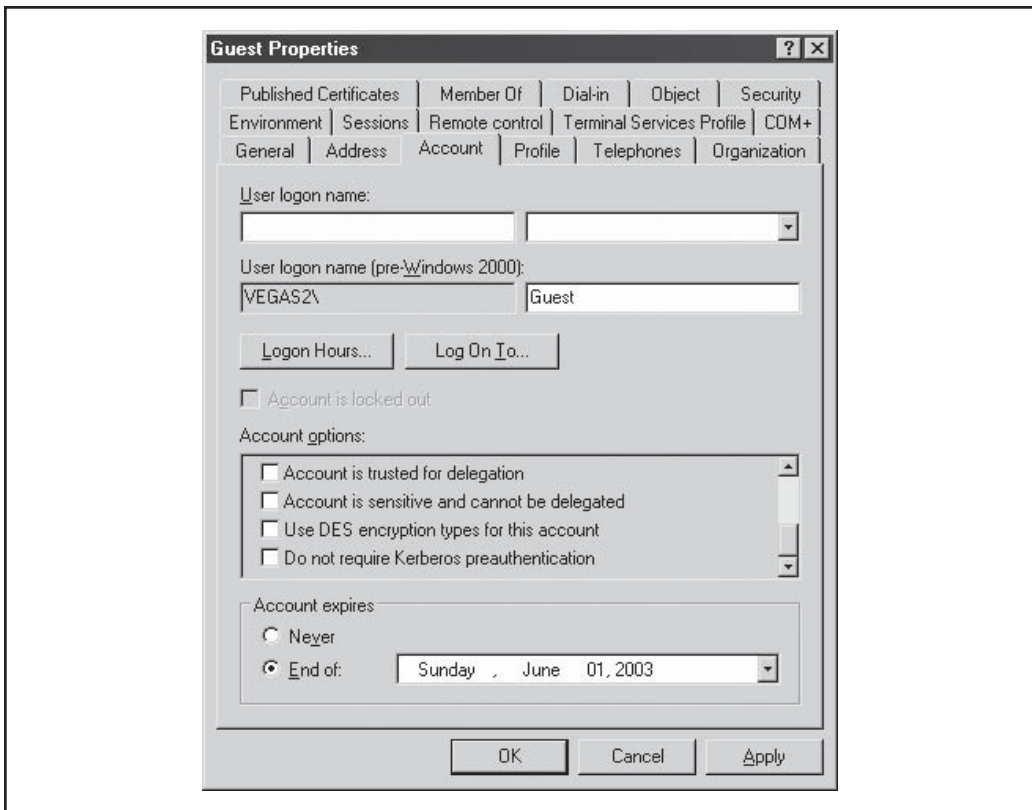 Guest Properties
Published Certificates Member Of Dial-in Object Security
Environment Sessions Remote control Terminal Services Profile COM+
General Address Account Profile Telephones Organization
User logon name:
User logon name (pre-Windows 2000):
VEGAS2\ Guest
Logon Hours... Log On To...
Account is locked out
Account options:
Account is trusted for delegation
Account is sensitive and cannot be delegated
Use DES encryption types for this account
Do not require Kerberos preauthentication
Account expires
Never
End of: Sunday , June 01, 2003
OK Cancel Apply